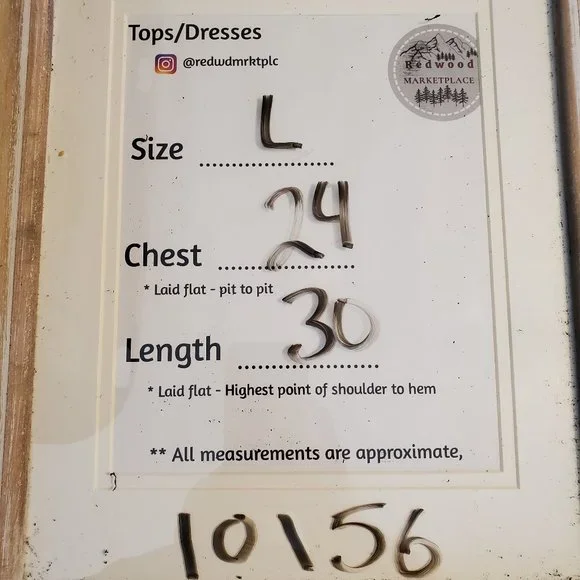 Tops/Dresses
@redwdmrktplc
Redwood
MARKETPLACE
Size L
Chest 24
* Laid flat - pit to pit
Length 30
* Laid flat - Highest point of shoulder to hem
** All measurements are approximate,
10156